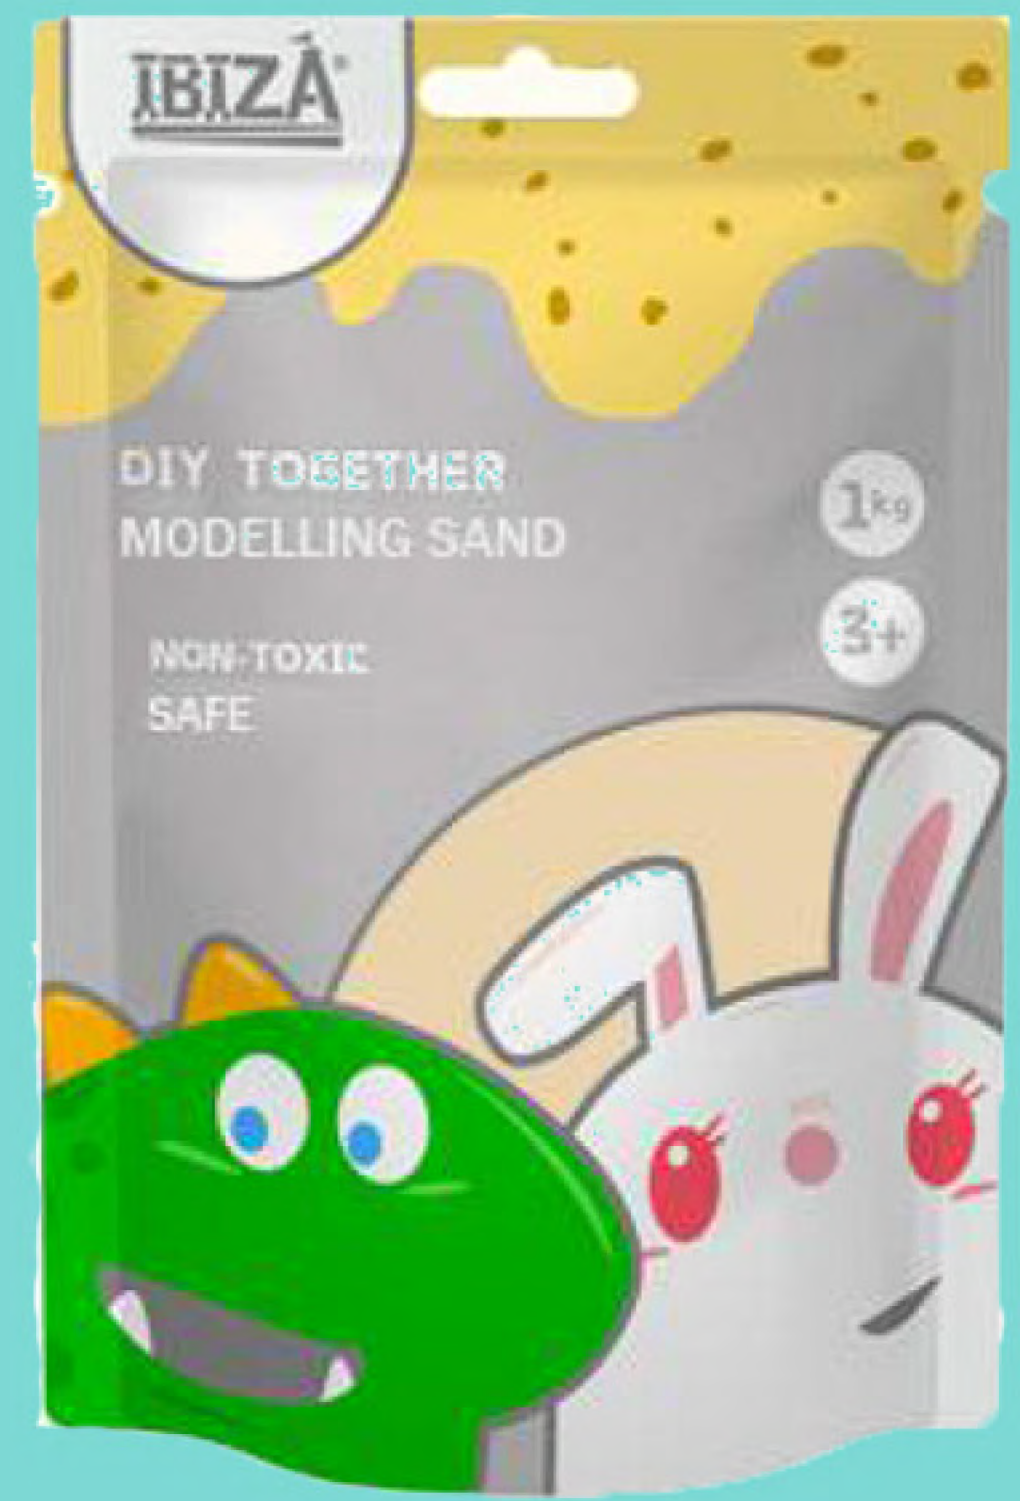 IBIZA
DIY TOGETHER
MODELLING SAND
1kg
3+
NON-TOXIC
SAFE